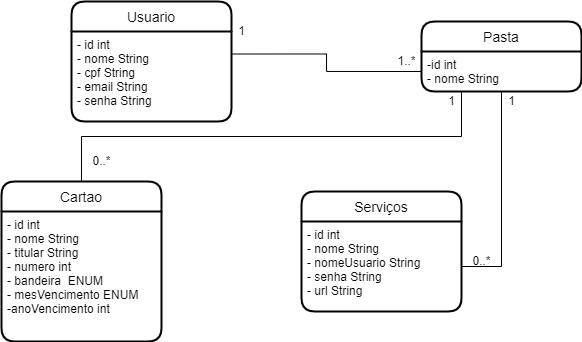 Usuario
- id int
- nome String
- cpf String
- email String
- senha String
1
1..*
Pasta
-id int
- nome String
1
1
0..*
Cartao
- id int
- nome String
- titular String
- numero int
- bandeira  ENUM
- mesVencimento ENUM
-anoVencimento int
Serviços
- id int
- nome String
- nomeUsuario String
- senha String
- url String
0..*